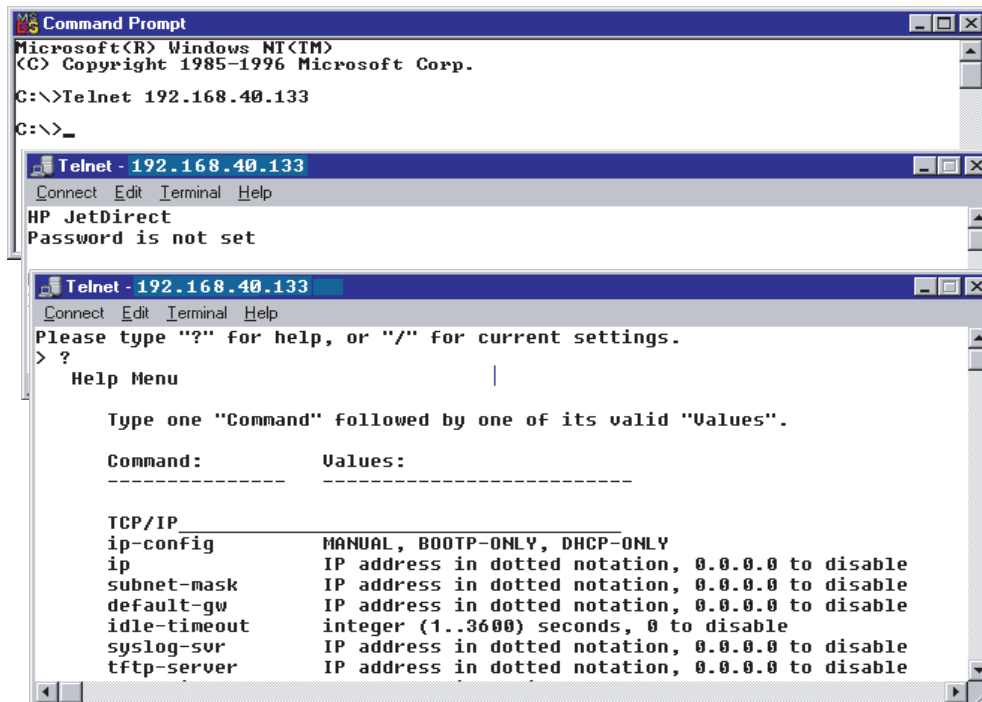 Command Prompt
Microsoft(R) Windows NT(TM)
(C) Copyright 1985-1996 Microsoft Corp.
C:\>Telnet 192.168.40.133
C:\>_
Telnet - 192.168.40.133
Connect Edit Terminal Help
HP JetDirect
Password is not set
Telnet - 192.168.40.133
Connect Edit Terminal Help
Please type "?" for help, or "/" for current settings.
> ?
Help Menu
Type one "Command" followed by one of its valid "Values".
Command: Values:
--------------- --------------------------
TCP/IP_____________________________________
ip-config MANUAL, BOOTP-ONLY, DHCP-ONLY
ip IP address in dotted notation, 0.0.0.0 to disable
subnet-mask IP address in dotted notation, 0.0.0.0 to disable
default-gw IP address in dotted notation, 0.0.0.0 to disable
idle-timeout integer (1..3600) seconds, 0 to disable
syslog-svr IP address in dotted notation, 0.0.0.0 to disable
tftp-server IP address in dotted notation, 0.0.0.0 to disable